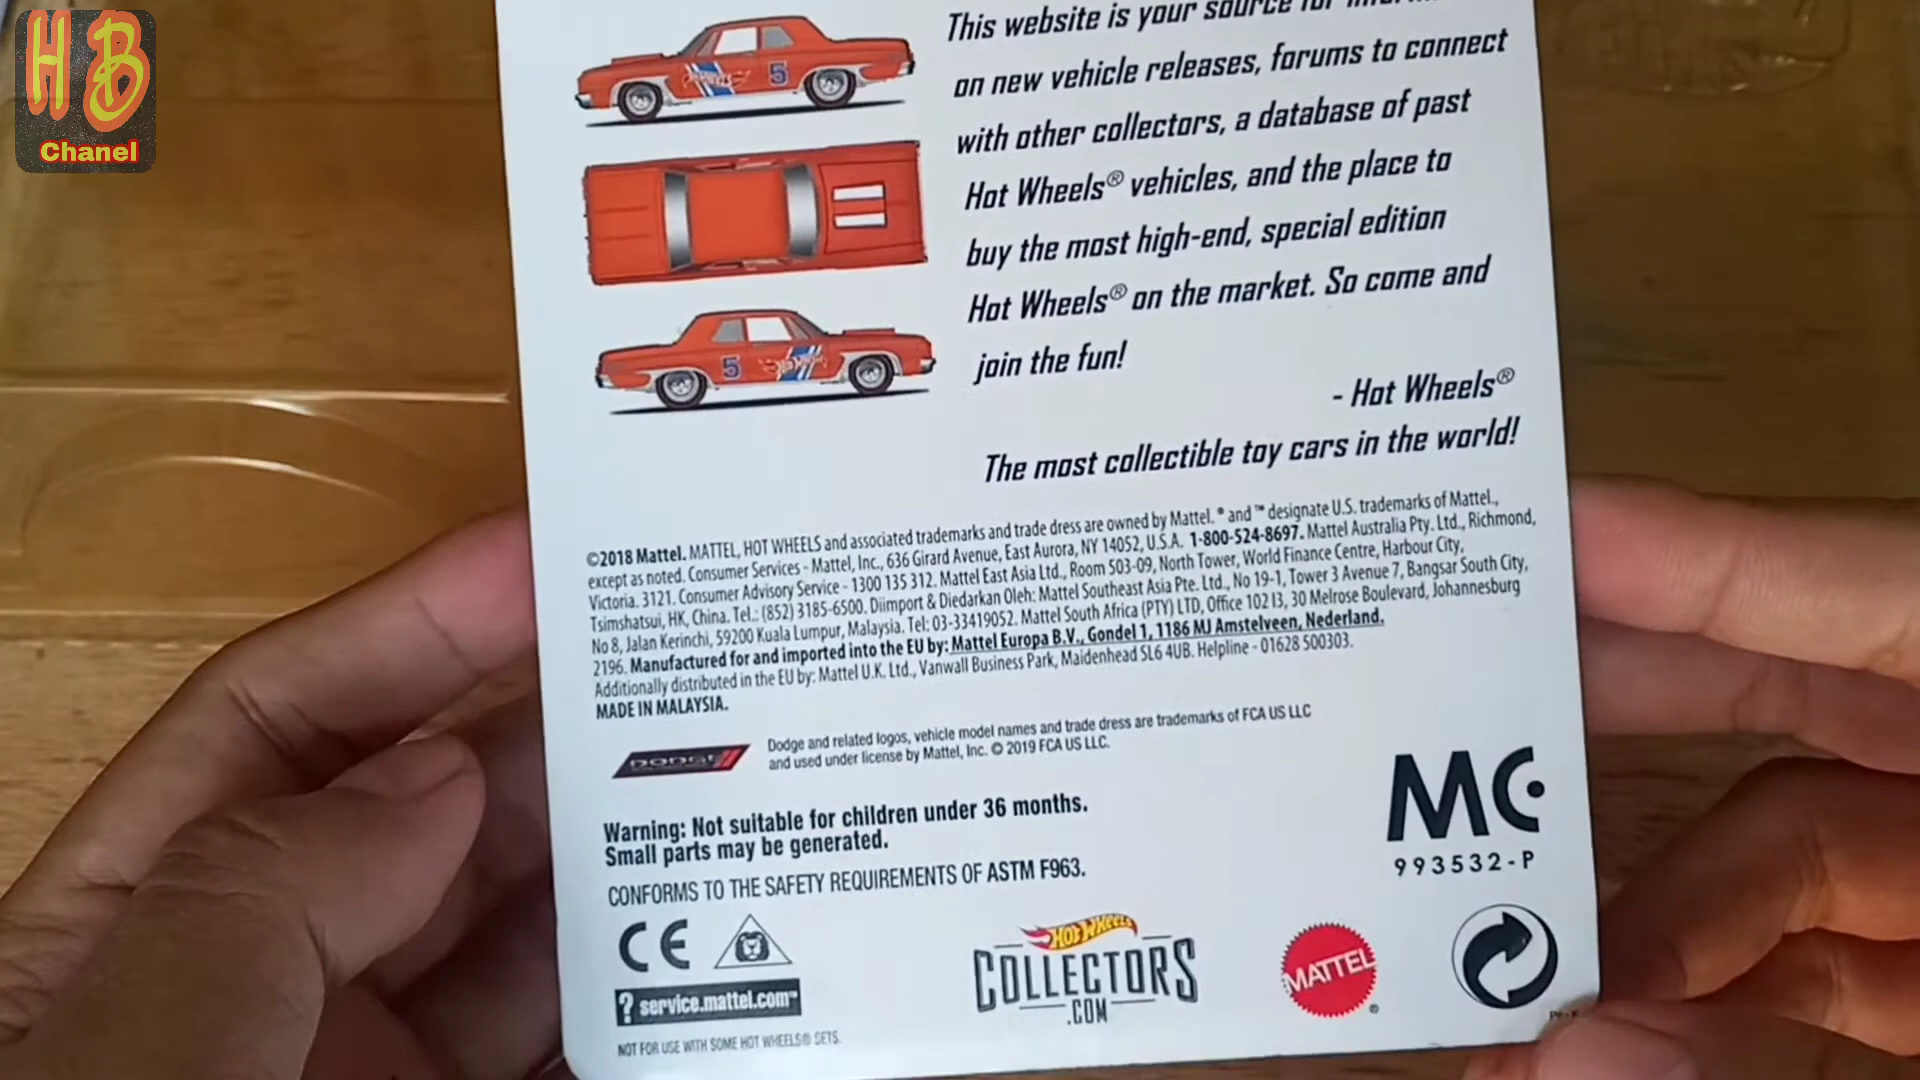 HB
Chanel
This website is your source for
on new vehicle releases, forums to connect
with other collectors, a database of past
Hot Wheels® vehicles, and the place to
buy the most high-end, special edition
Hot Wheels® on the market. So come and
join the fun!
- Hot Wheels®
The most collectible toy cars in the world!
5
5
©2018 Mattel. MATTEL, HOT WHEELS and associated trademarks and trade dress are owned by Mattel. ® and ™ designate U.S. trademarks of Mattel.,
except as noted. Consumer Services - Mattel, Inc., 636 Girard Avenue, East Aurora, NY 14052, U.S.A. 1-800-524-8697. Mattel Australia Pty. Ltd., Richmond,
Victoria. 3121. Consumer Advisory Service - 1300 135 312. Mattel East Asia Ltd., Room 503-09, North Tower, World Finance Centre, Harbour City,
Tsimshatsui, HK, China. Tel.: (852) 3185-6500. Diimport & Diedarkan Oleh: Mattel Southeast Asia Pte. Ltd., No 19-1, Tower 3 Avenue 7, Bangsar South City,
No 8, Jalan Kerinchi, 59200 Kuala Lumpur, Malaysia. Tel: 03-33419052. Mattel South Africa (PTY) LTD, Office 102 I3, 30 Melrose Boulevard, Johannesburg
2196. Manufactured for and imported into the EU by: Mattel Europa B.V., Gondel 1, 1186 MJ Amstelveen, Nederland.
Additionally distributed in the EU by: Mattel U.K. Ltd., Vanwall Business Park, Maidenhead SL6 4UB. Helpline - 01628 500303.
MADE IN MALAYSIA.
DODGE
Dodge and related logos, vehicle model names and trade dress are trademarks of FCA US LLC
and used under license by Mattel, Inc. © 2019 FCA US LLC.
Warning: Not suitable for children under 36 months.
Small parts may be generated.
CONFORMS TO THE SAFETY REQUIREMENTS OF ASTM F963.
MC
993532-P
CE
? service.mattel.com™
NOT FOR USE WITH SOME HOT WHEELS® SETS.
HOT WHEELS
COLLECTORS
.COM
MATTEL®